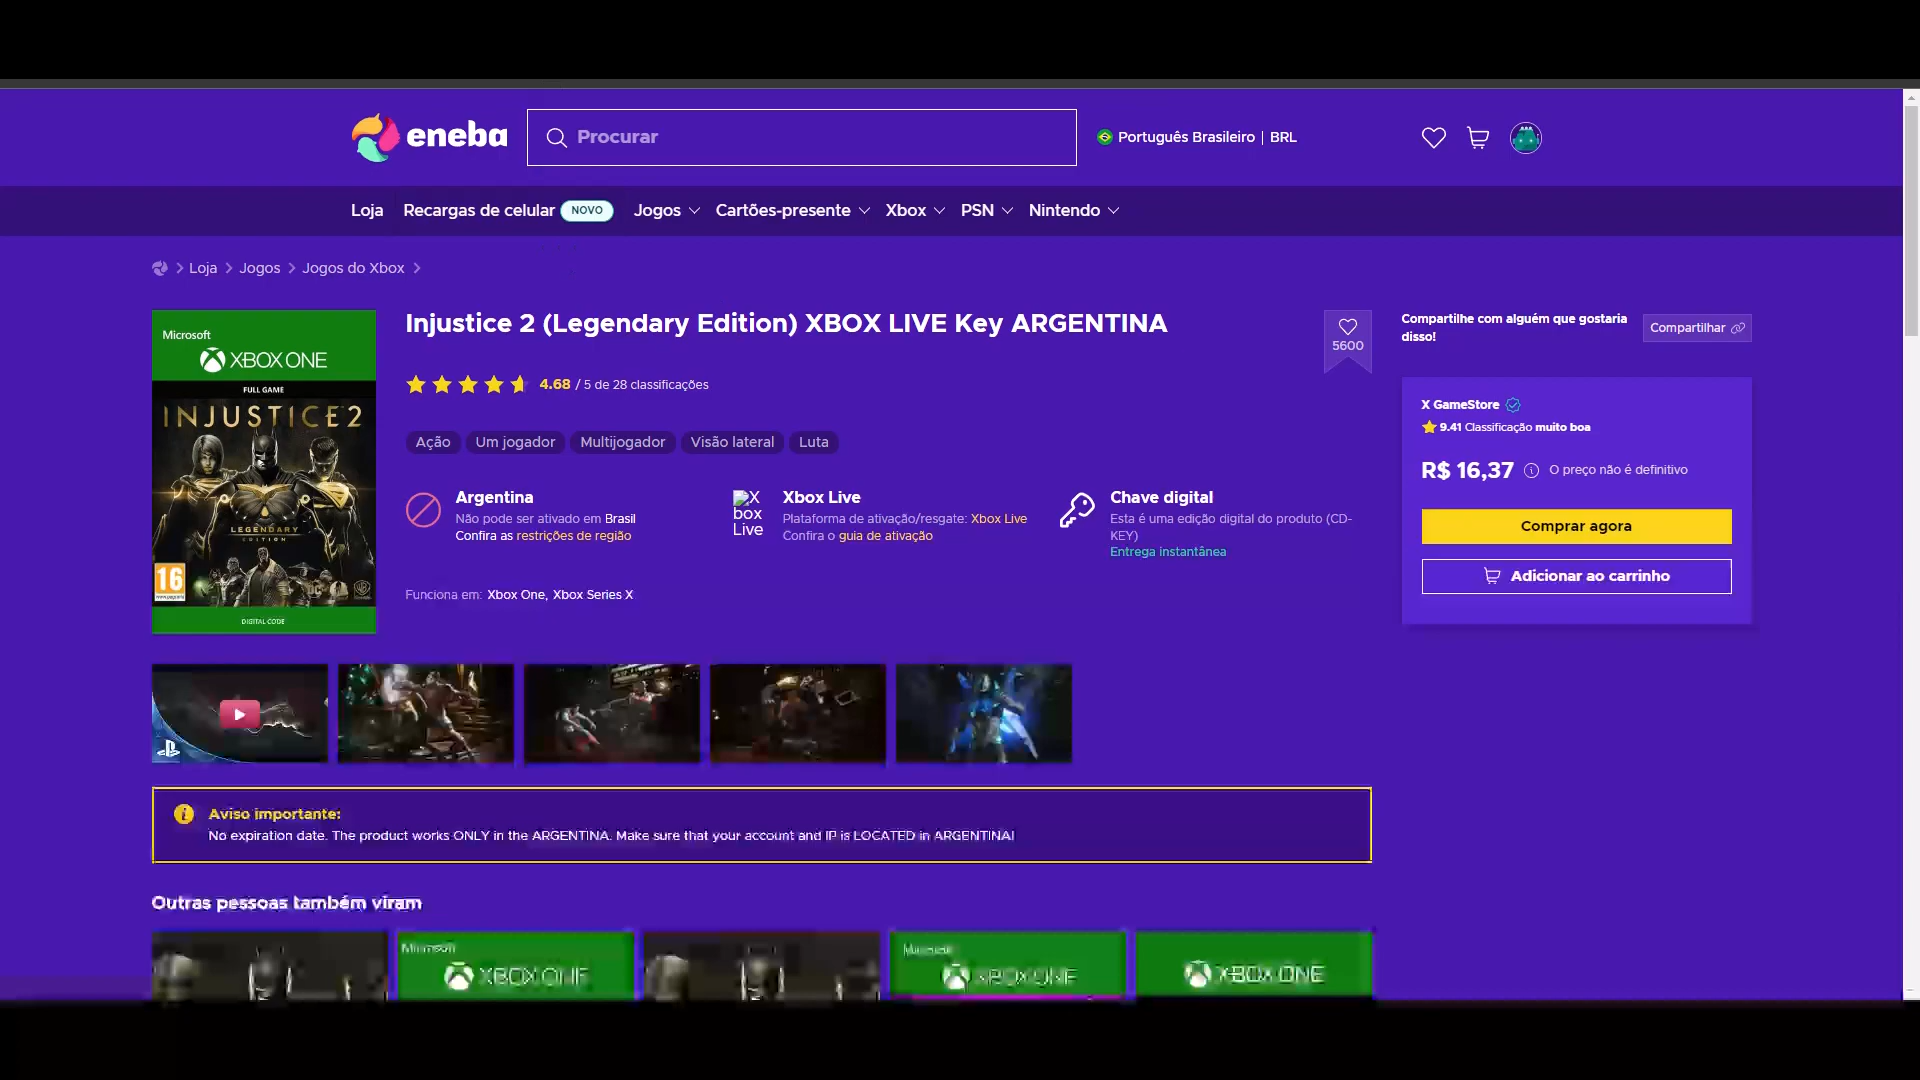 eneba
Procurar
Português Brasileiro | BRL
Loja
Recargas de celular NOVO
Jogos
Cartões-presente
Xbox
PSN
Nintendo
Loja
Jogos
Jogos do Xbox
Microsoft
XBOX ONE
FULL GAME
INJUSTICE 2
LEGENDARY
EDITION
16
DIGITAL CODE
Injustice 2 (Legendary Edition) XBOX LIVE Key ARGENTINA
5600
4.68 / 5 de 28 classificações
Ação
Um jogador
Multijogador
Visão lateral
Luta
Argentina
Não pode ser ativado em Brasil
Confira as restrições de região
X
box
Live
Xbox Live
Plataforma de ativação/resgate: Xbox Live
Confira o guia de ativação
Chave digital
Esta é uma edição digital do produto (CD-
KEY)
Entrega instantânea
Funciona em: Xbox One, Xbox Series X
Compartilhe com alguém que gostaria
disso!
Compartilhar
X GameStore
9.41 Classificação muito boa
R$ 16,37
O preço não é definitivo
Comprar agora
Adicionar ao carrinho
Aviso importante:
No expiration date. The product works ONLY in the ARGENTINA. Make sure that your account and IP is LOCATED in ARGENTINA!
Outras pessoas também viram
Microsoft
XBOX ONE
Microsoft
XBOX ONE
XBOX ONE